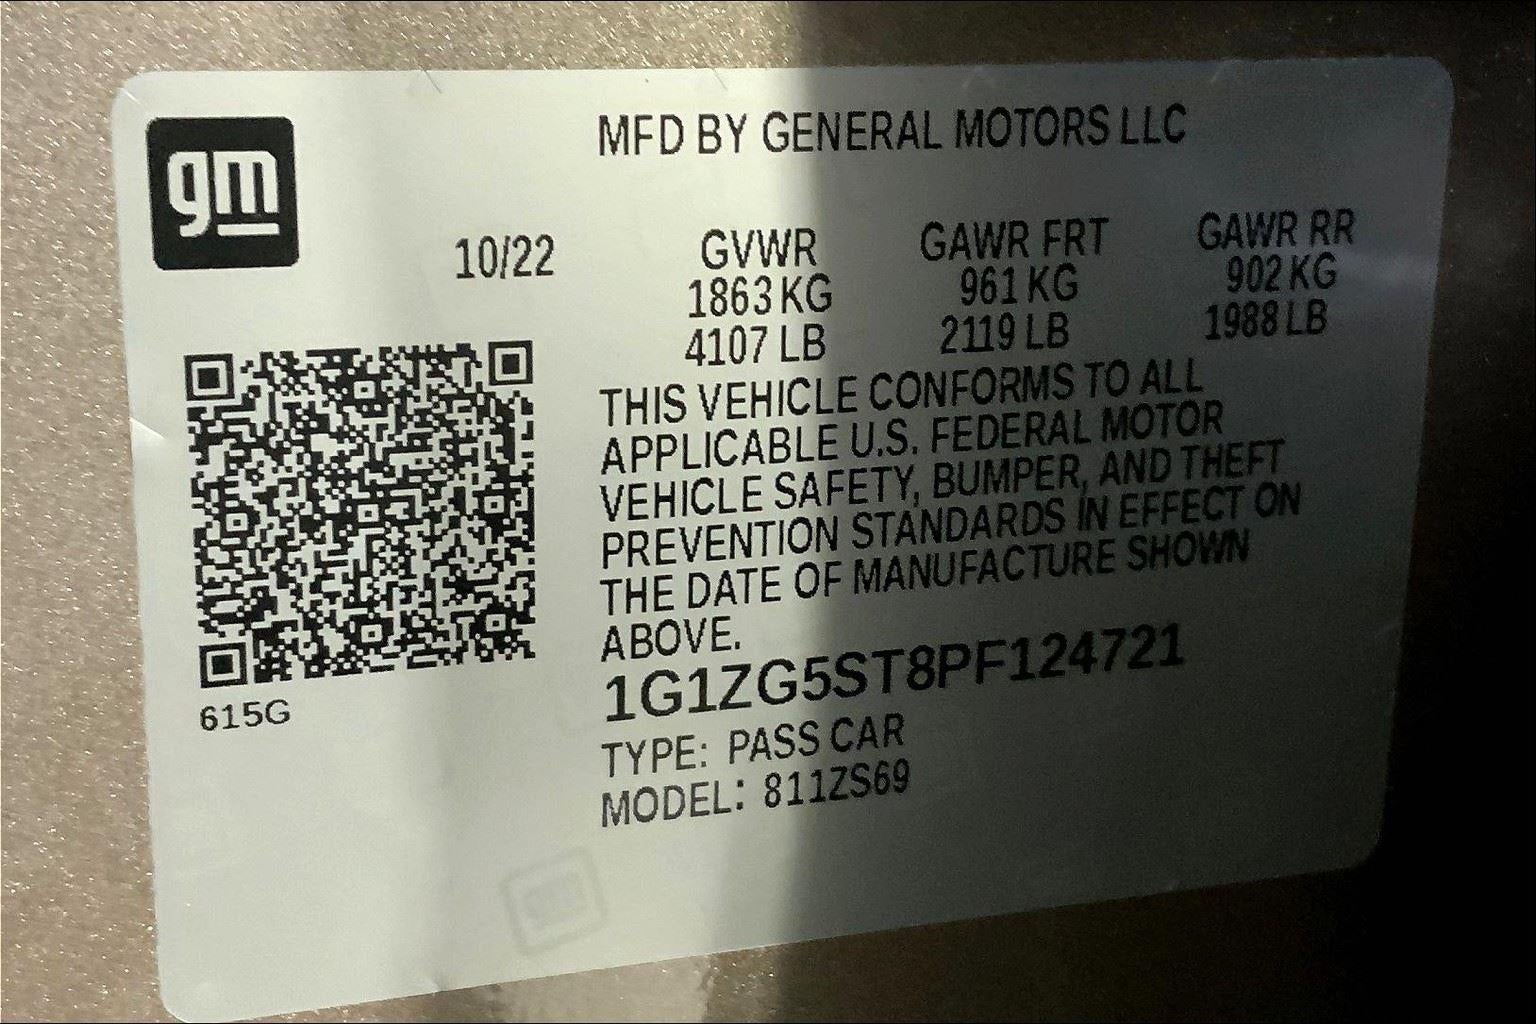 gm
MFD BY GENERAL MOTORS LLC
10/22
GVWR
1863 KG
4107 LB
GAWR FRT
961 KG
2119 LB
GAWR RR
902 KG
1988 LB
THIS VEHICLE CONFORMS TO ALL
APPLICABLE U.S. FEDERAL MOTOR
VEHICLE SAFETY, BUMPER, AND THEFT
PREVENTION STANDARDS IN EFFECT ON
THE DATE OF MANUFACTURE SHOWN
ABOVE.
1G1ZG5ST8PF124721
TYPE: PASS CAR
MODEL: 811ZS69
615G